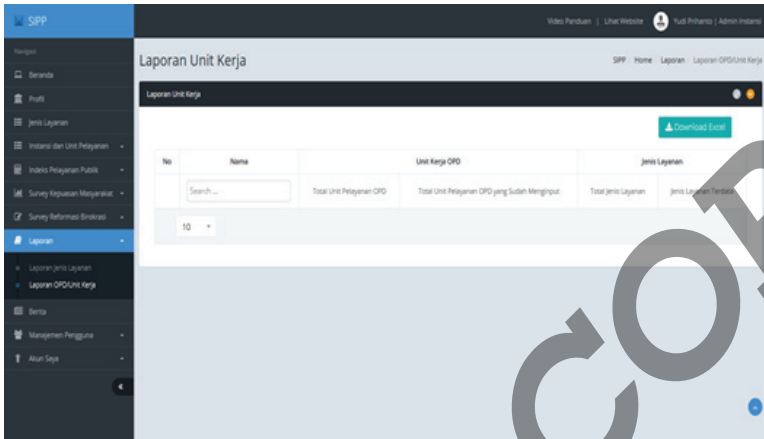 SIPP
Video Panduan | Lihat Website Yudi Prihanto | Admin Instansi
Navigasi
Laporan Unit Kerja
SIPP Home Laporan Laporan OPD/Unit Kerja
Beranda
Profil
Laporan Unit Kerja
Jenis Layanan
Download Excel
Instansi dan Unit Pelayanan
Indeks Pelayanan Publik
No Nama Unit Kerja OPD Jenis Layanan
Survey Kepuasan Masyarakat
Search ... Total Unit Pelayanan OPD Total Unit Pelayanan OPD yang Sudah Menginput Total Jenis Layanan Jenis Layanan Terdata
Survey Reformasi Birokrasi
10
Laporan
Laporan Jenis Layanan
Laporan OPD/Unit Kerja
Berita
Manajemen Pengguna
Akun Saya